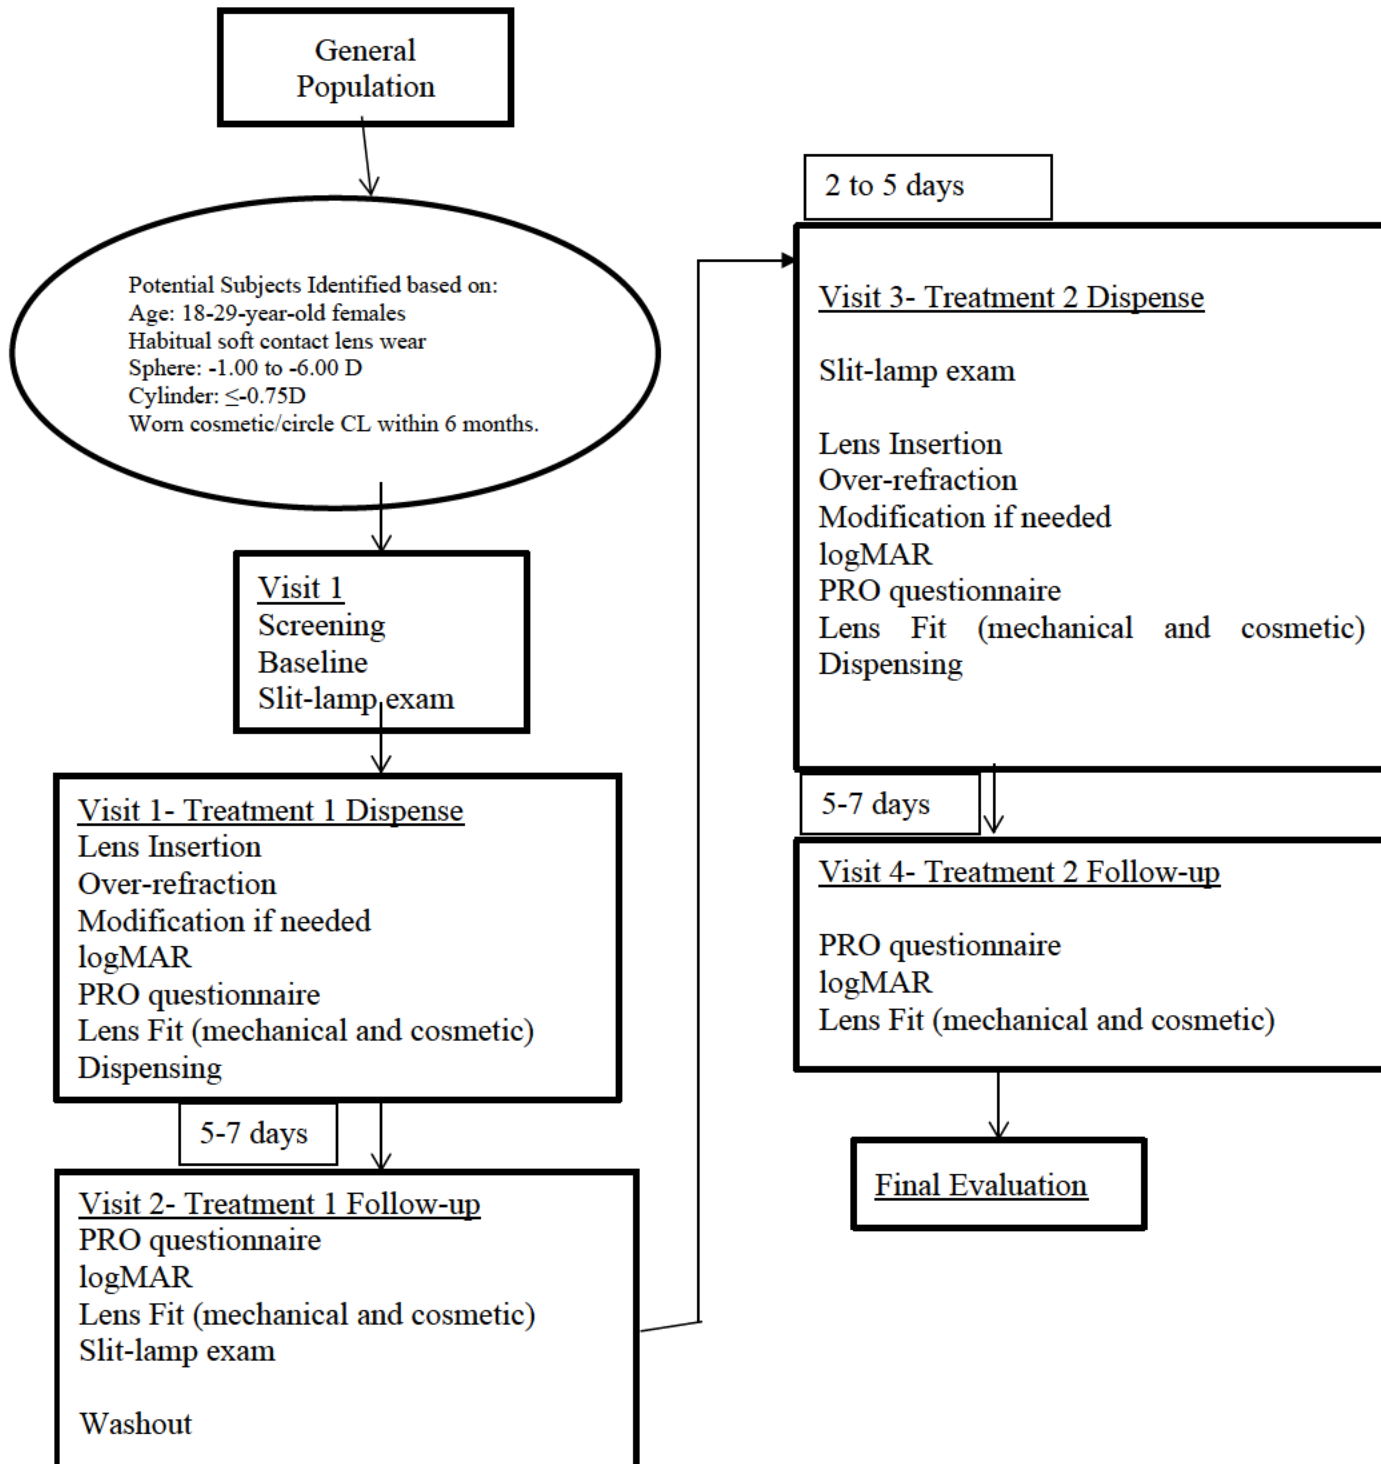 General
Population
Potential Subjects Identified based on:
Age: 18-29-year-old females
Habitual soft contact lens wear
Sphere: -1.00 to -6.00 D
Cylinder: ≤-0.75D
Worn cosmetic/circle CL within 6 months.
Visit 1
Screening
Baseline
Slit-lamp exam
Visit 1- Treatment 1 Dispense
Lens Insertion
Over-refraction
Modification if needed
logMAR
PRO questionnaire
Lens Fit (mechanical and cosmetic)
Dispensing
5-7 days
Visit 2- Treatment 1 Follow-up
PRO questionnaire
logMAR
Lens Fit (mechanical and cosmetic)
Slit-lamp exam
Washout
2 to 5 days
Visit 3- Treatment 2 Dispense
Slit-lamp exam
Lens Insertion
Over-refraction
Modification if needed
logMAR
PRO questionnaire
Lens Fit (mechanical and cosmetic)
Dispensing
5-7 days
Visit 4- Treatment 2 Follow-up
PRO questionnaire
logMAR
Lens Fit (mechanical and cosmetic)
Final Evaluation